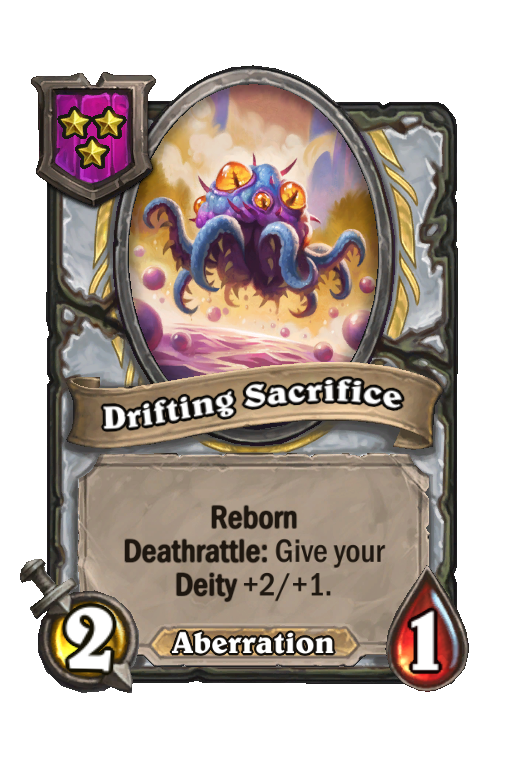 Drifting Sacrifice
Reborn
Deathrattle: Give your
Deity +2/+1.
2
Aberration
1